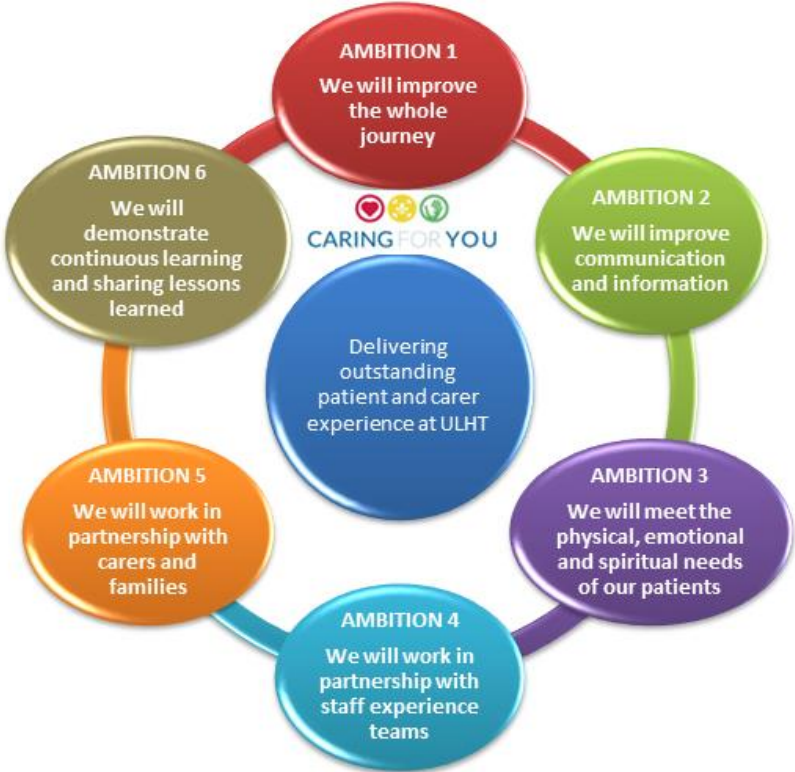 AMBITION 1
We will improve
the whole
journey
AMBITION 2
We will improve
communication
and information
AMBITION 3
We will meet the
physical, emotional
and spiritual needs
of our patients
AMBITION 4
We will work in
partnership with
staff experience
teams
AMBITION 5
We will work in
partnership with
carers and
families
AMBITION 6
We will
demonstrate
continuous learning
and sharing lessons
learned
CARING FOR YOU
Delivering
outstanding
patient and carer
experience at ULHT